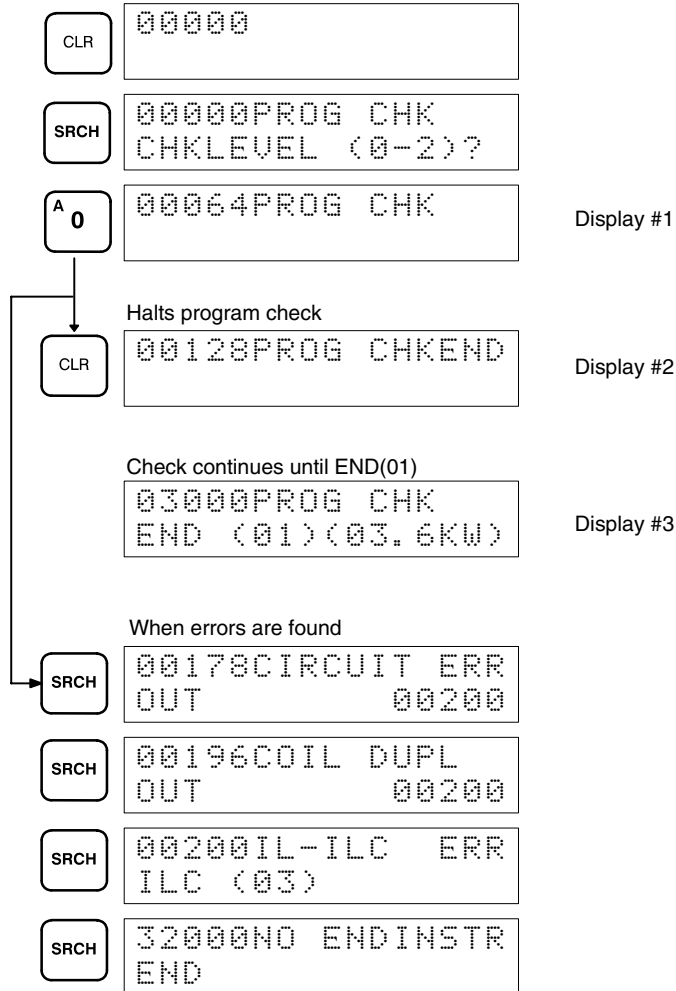 CLR
00000
SRCH
00000PROG CHK
CHKLEVEL (0-2)?
A
0
00064PROG CHK
Display #1
Halts program check
CLR
00128PROG CHKEND
Display #2
Check continues until END(01)
03000PROG CHK
END (01)(03.6KW)
Display #3
When errors are found
SRCH
00178CIRCUIT ERR
OUT 00200
SRCH
00196COIL DUPL
OUT 00200
SRCH
00200IL-ILC ERR
ILC (03)
SRCH
32000NO ENDINSTR
END